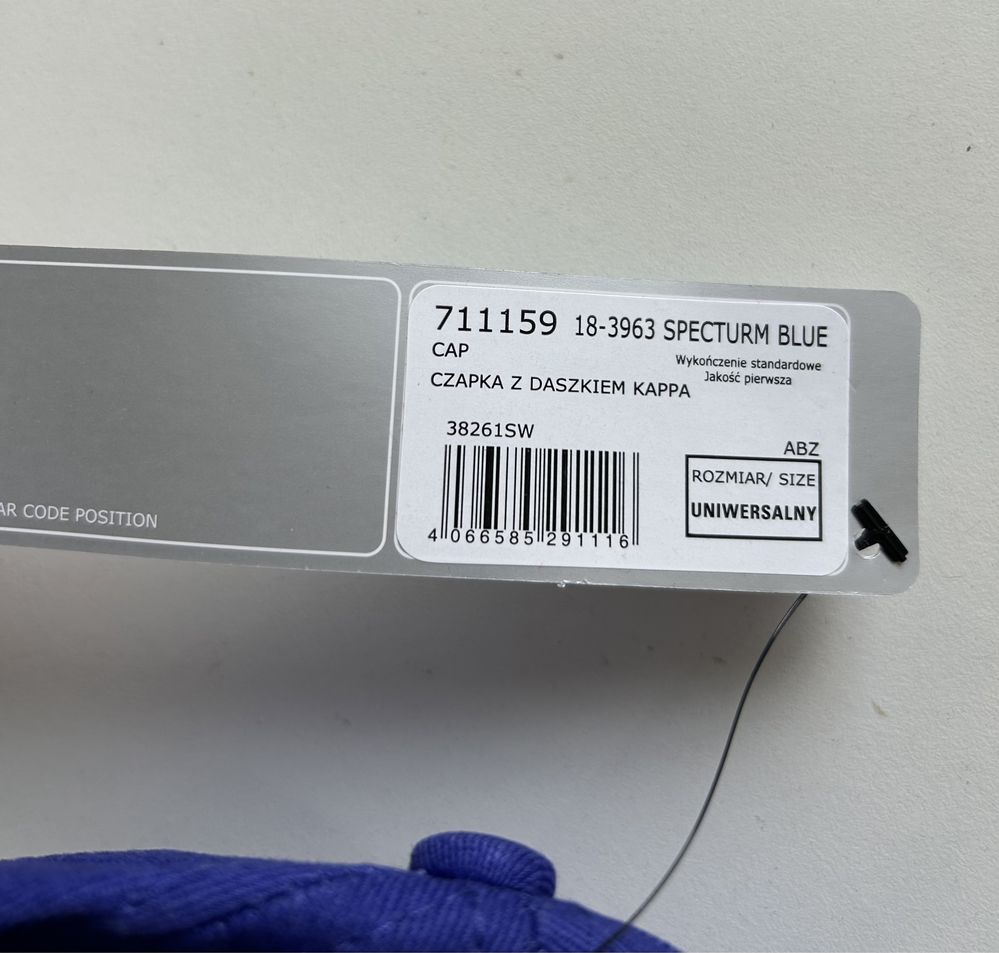 711159 18-3963 SPECTURM BLUE
CAP
Wykończenie standardowe
Jakość pierwsza
CZAPKA Z DASZKIEM KAPPA
38261SW
ABZ
ROZMIAR/ SIZE
UNIWERSALNY
4 066585 291116
AR CODE POSITION